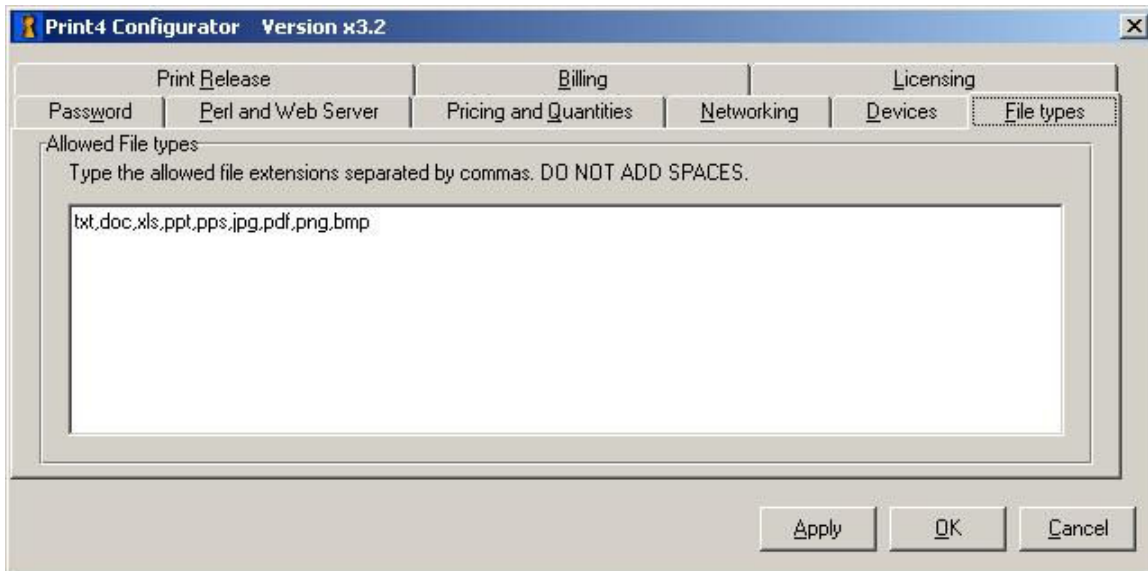 Print4 Configurator Version x3.2
Print Release Billing Licensing
Password Perl and Web Server Pricing and Quantities Networking Devices File types
Allowed File types
Type the allowed file extensions separated by commas. DO NOT ADD SPACES.
txt,doc,xls,ppt,pps,jpg,pdf,png,bmp
Apply OK Cancel